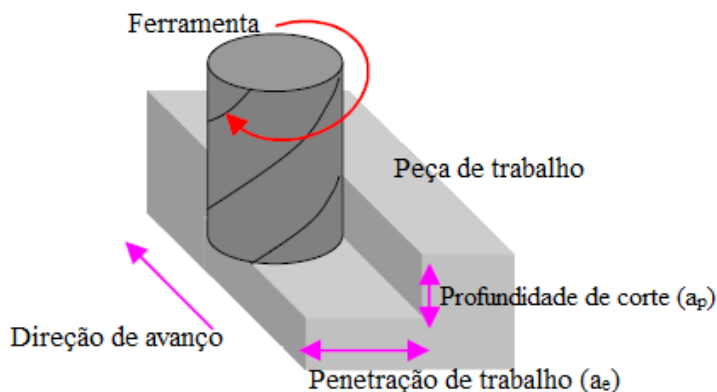 Ferramenta
Peça de trabalho
Profundidade de corte (aₚ)
Direção de avanço
Penetração de trabalho (aₑ)